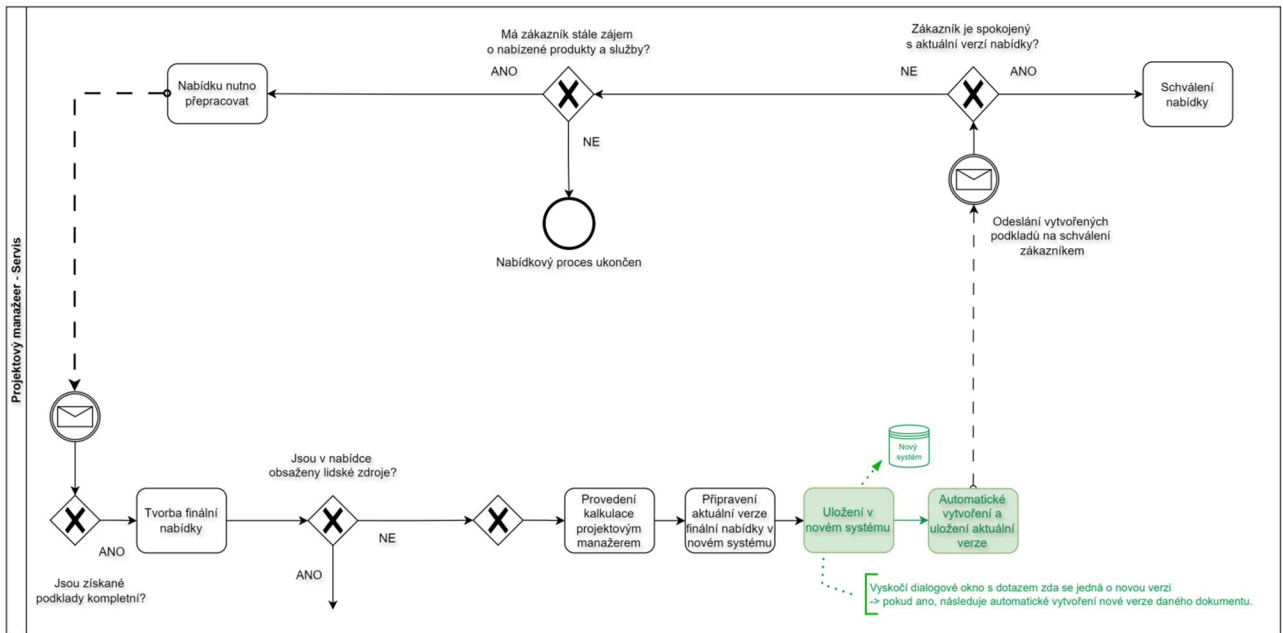 Projektový manažeer - Servis
Má zákazník stále zájem
o nabízené produkty a služby?
Zákazník je spokojený
s aktuální verzí nabídky?
ANO
NE
ANO
Nabídku nutno
přepracovat
Schválení
nabídky
NE
Nabídkový proces ukončen
Odeslání vytvořených
podkladů na schválení
zákazníkem
Jsou v nabídce
obsaženy lidské zdroje?
Nový
systém
Tvorba finální
nabídky
Provedení
kalkulace
projektovým
manažerem
Připravení
aktuální verze
finální nabídky v
novém systému
Uložení v
novém systému
Automatické
vytvoření a
uložení aktuální
verze
ANO
NE
ANO
Jsou získané
podklady kompletní?
Vyskočí dialogové okno s dotazem zda se jedná o novou verzi
-> pokud ano, následuje automatické vytvoření nové verze daného dokumentu.